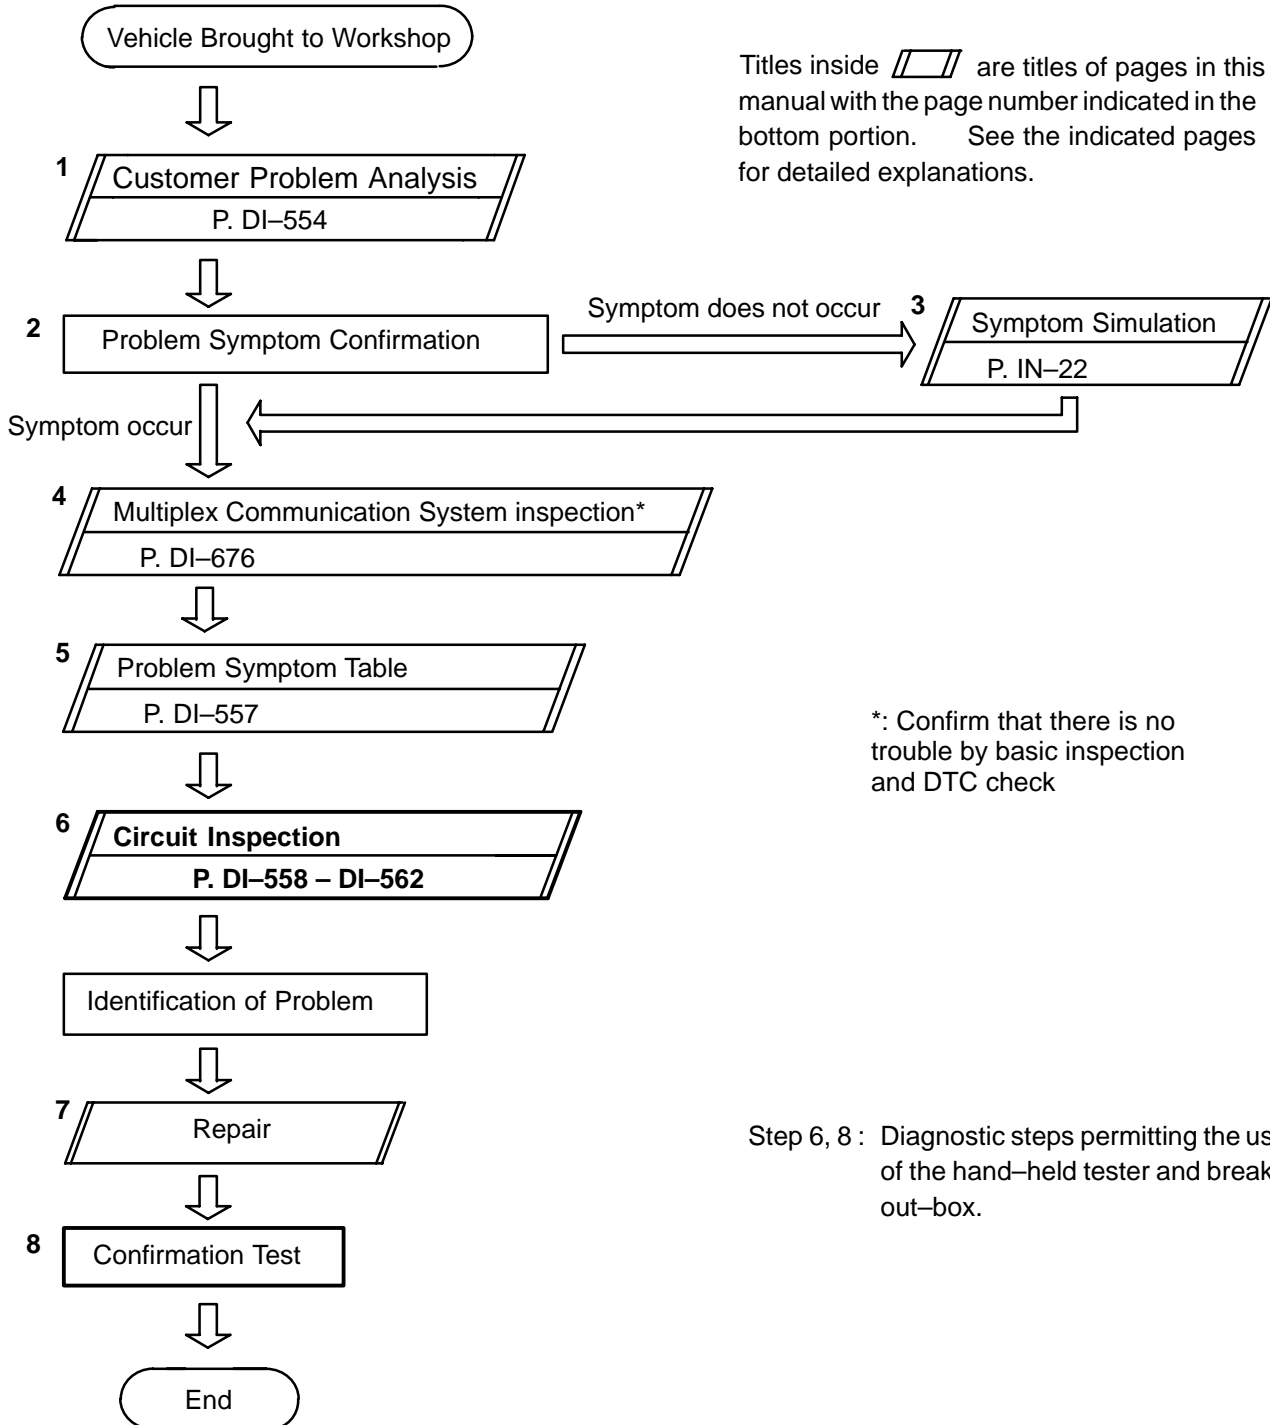 Vehicle Brought to Workshop
Titles inside are titles of pages in this
manual with the page number indicated in the
bottom portion. See the indicated pages
for detailed explanations.
1
Customer Problem Analysis
P. DI–554
2
Problem Symptom Confirmation
Symptom does not occur
3
Symptom Simulation
P. IN–22
Symptom occur
4
Multiplex Communication System inspection*
P. DI–676
5
Problem Symptom Table
P. DI–557
*: Confirm that there is no
trouble by basic inspection
and DTC check
6
Circuit Inspection
P. DI–558 – DI–562
Identification of Problem
7
Repair
Step 6, 8 : Diagnostic steps permitting the
of the hand–held tester and break
out–box.
8
Confirmation Test
End